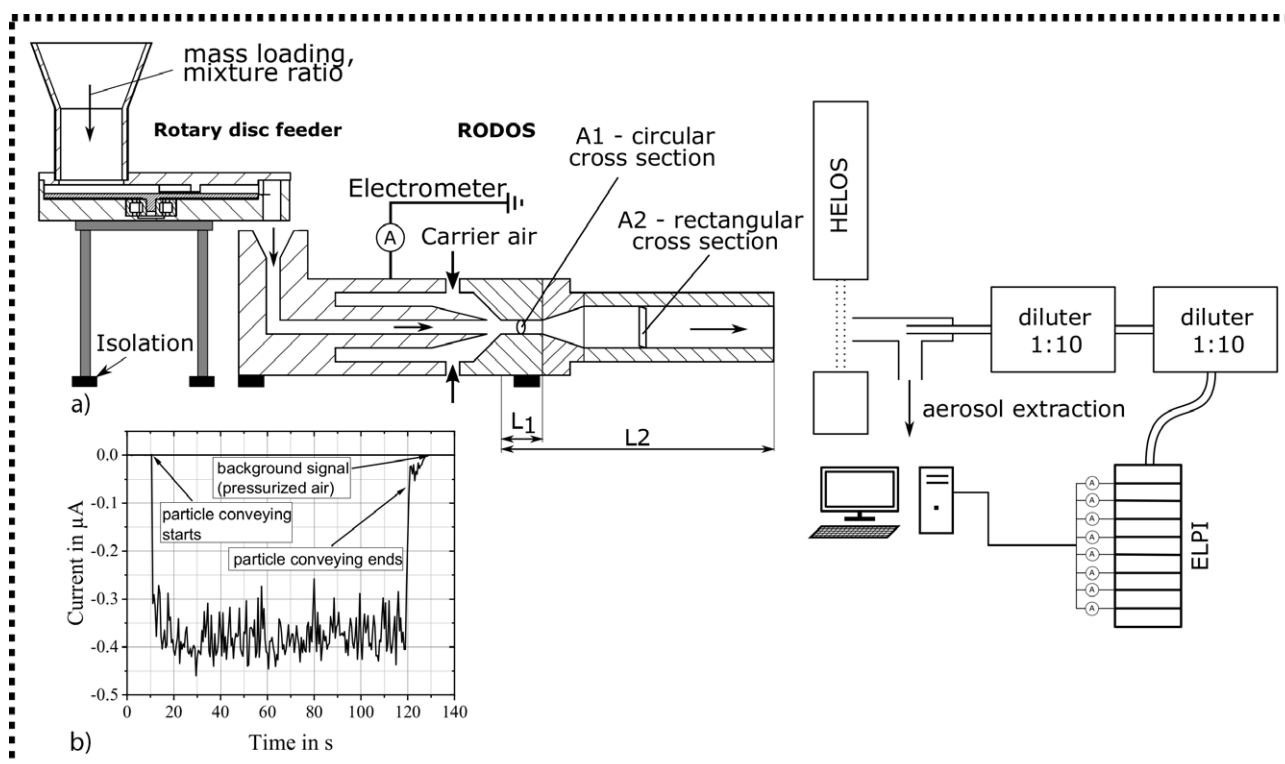 mass loading,
mixture ratio
Rotary disc feeder
RODOS
A1 - circular
cross section
Electrometer
A
Carrier air
A2 - rectangular
cross section
HELOS
Isolation
a)
L1
L2
diluter
1:10
diluter
1:10
aerosol extraction
ELPI
A
A
A
A
A
A
A
A
0.0
-0.1
-0.2
-0.3
-0.4
-0.5
Current in µA
background signal
(pressurized air)
particle conveying
starts
particle conveying ends
0 20 40 60 80 100 120 140
Time in s
b)